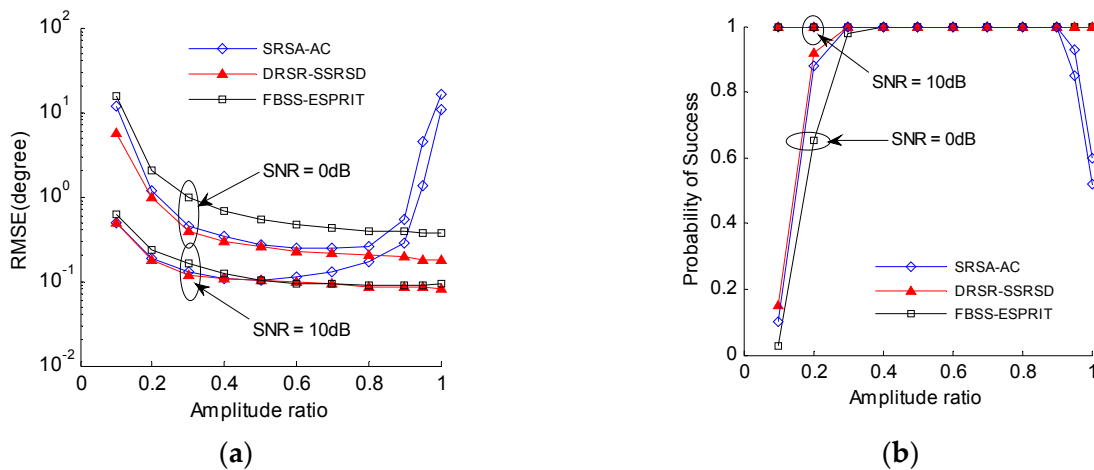 10^2
10^1
10^0
10^-1
10^-2
RMSE(degree)
SRSA-AC
DRSR-SSRSD
FBSS-ESPRIT
SNR = 0dB
SNR = 10dB
0 0.2 0.4 0.6 0.8 1
Amplitude ratio
(a)
1
0.8
0.6
0.4
0.2
0
Probability of Success
SNR = 10dB
SNR = 0dB
SRSA-AC
DRSR-SSRSD
FBSS-ESPRIT
0 0.2 0.4 0.6 0.8 1
Amplitude ratio
(b)